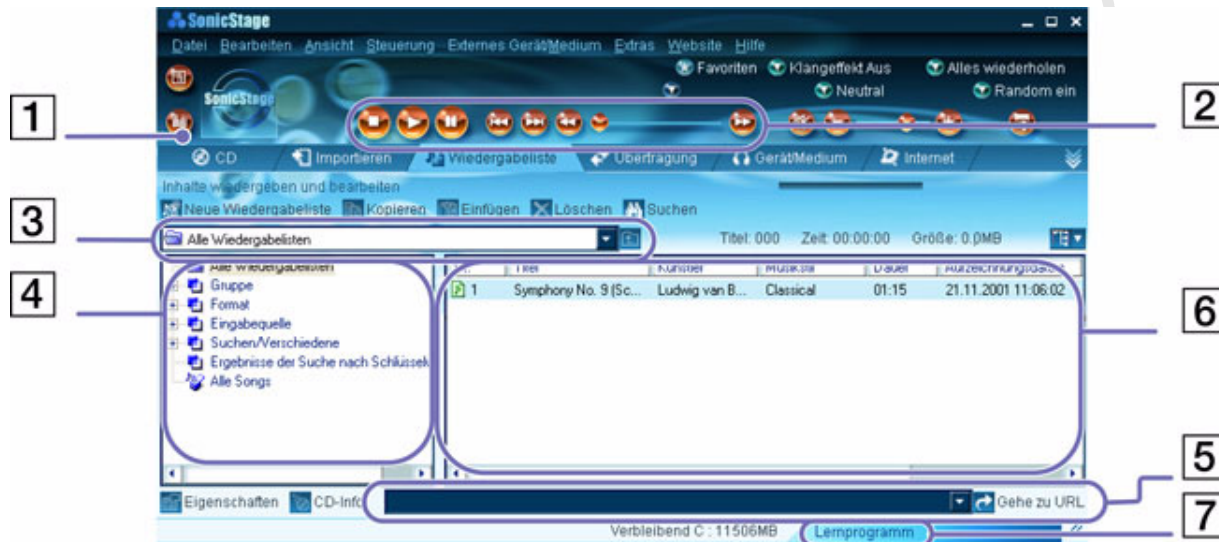 SonicStage
Datei Bearbeiten Ansicht Steuerung Externes Gerät/Medium Extras Website Hilfe
Favoriten Klangeffekt Aus Alles wiederholen
SonicStage
Neutral Random ein
1
2
CD Importieren Wiedergabeliste Übertragung Gerät/Medium Internet
Inhalte wiedergeben und bearbeiten
Neue Wiedergabeliste Kopieren Einfügen Löschen Suchen
3
Alle Wiedergabelisten Titel: 000 Zeit: 00:00:00 Größe: 0.0MB
Alle Wiedergabelisten Titel Künstler Musikstil Dauer Aufzeichnungsdatum
4
Gruppe 1 Symphony No. 9 (Sc... Ludwig van B... Classical 01:15 21.11.2001 11:06:02
Format
6
Eingabequelle
Suchen/Verschiedene
Ergebnisse der Suche nach Schlüsselw
Alle Songs
5
Eigenschaften CD-Info Gehe zu URL
7
Verbleibend C : 11506MB Lernprogramm